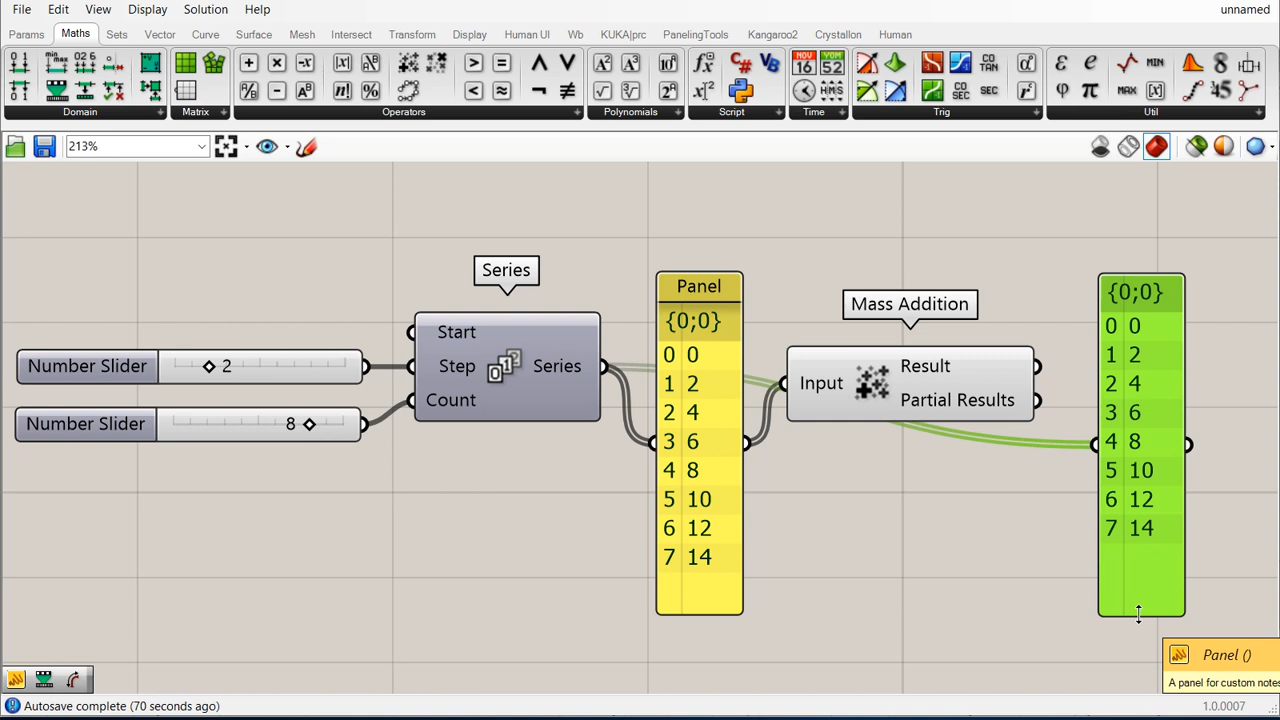 File Edit View Display Solution Help unnamed
Params Maths Sets Vector Curve Surface Mesh Intersect Transform Display Human UI Wb KUKA|prc PanelingTools Kangaroo2 Crystallon Human
Domain Matrix Operators Polynomials Script Time Trig Util
213%
Series
Number Slider 2
Number Slider 8
Start
Step Series
Count
Panel
{0;0}
0 0
1 2
2 4
3 6
4 8
5 10
6 12
7 14
Mass Addition
Input Result
Partial Results
{0;0}
0 0
1 2
2 4
3 6
4 8
5 10
6 12
7 14
Panel ()
A panel for custom notes
Autosave complete (70 seconds ago) 1.0.0007